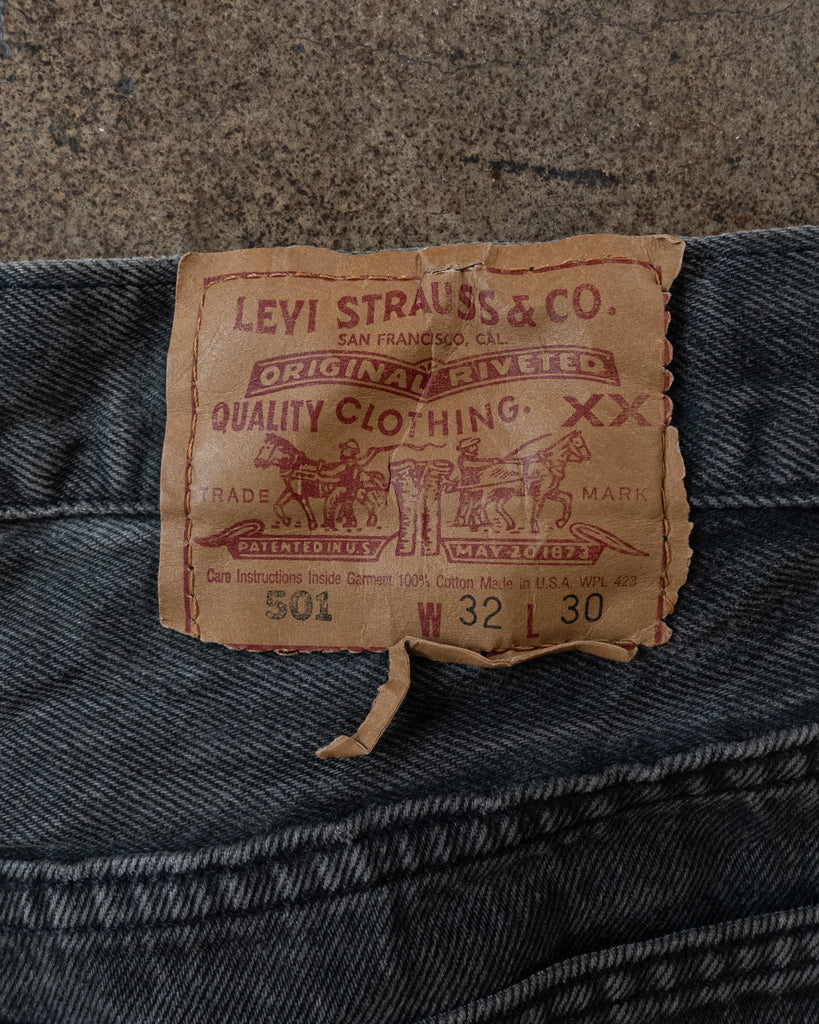 LEVI STRAUSS & CO.
SAN FRANCISCO, CAL.
ORIGINAL RIVETED
QUALITY CLOTHING. XX
TRADE MARK
PATENTED IN U.S. MAY 20 1873
Care Instructions Inside Garment 100% Cotton Made in U.S.A. WPL 423
501 W 32 L 30